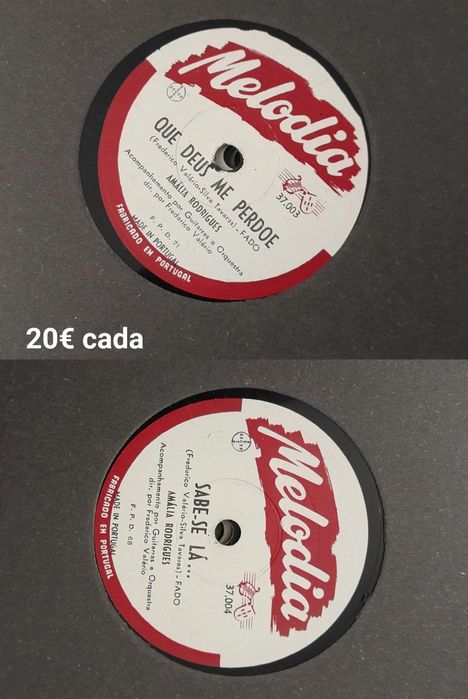 Melodia
37.003
QUE DEUS ME PERDOE
(Frederico Valério-Silva Tavares)-FADO
AMÁLIA RODRIGUES
Acompanhamento por Guitarras e Orquestra
dir. por Frederico Valério
F. P. D. 71
MADE IN PORTUGAL
FABRICADO EM PORTUGAL
20€ cada
Melodia
37.004
SABE-SE LÁ...
(Frederico Valério-Silva Tavares)-FADO
AMÁLIA RODRIGUES
Acompanhamento por Guitarras e Orquestra
dir. por Frederico Valério
F. P. D. 68
MADE IN PORTUGAL
FABRICADO EM PORTUGAL